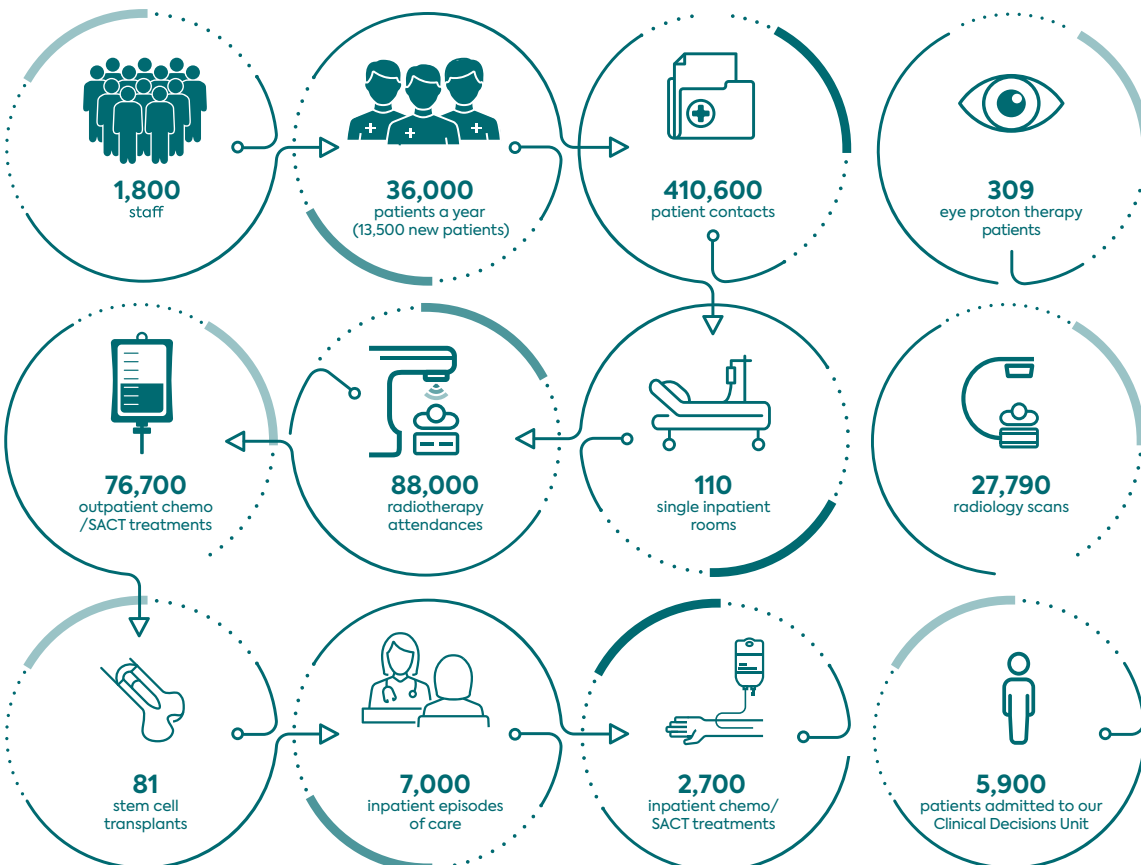 1,800
staff
36,000
patients a year
(13,500 new patients)
410,600
patient contacts
309
eye proton therapy
patients
76,700
outpatient chemo
/SACT treatments
88,000
radiotherapy
attendances
110
single inpatient
rooms
27,790
radiology scans
81
stem cell
transplants
7,000
inpatient episodes
of care
2,700
inpatient chemo/
SACT treatments
5,900
patients admitted to our
Clinical Decisions Unit